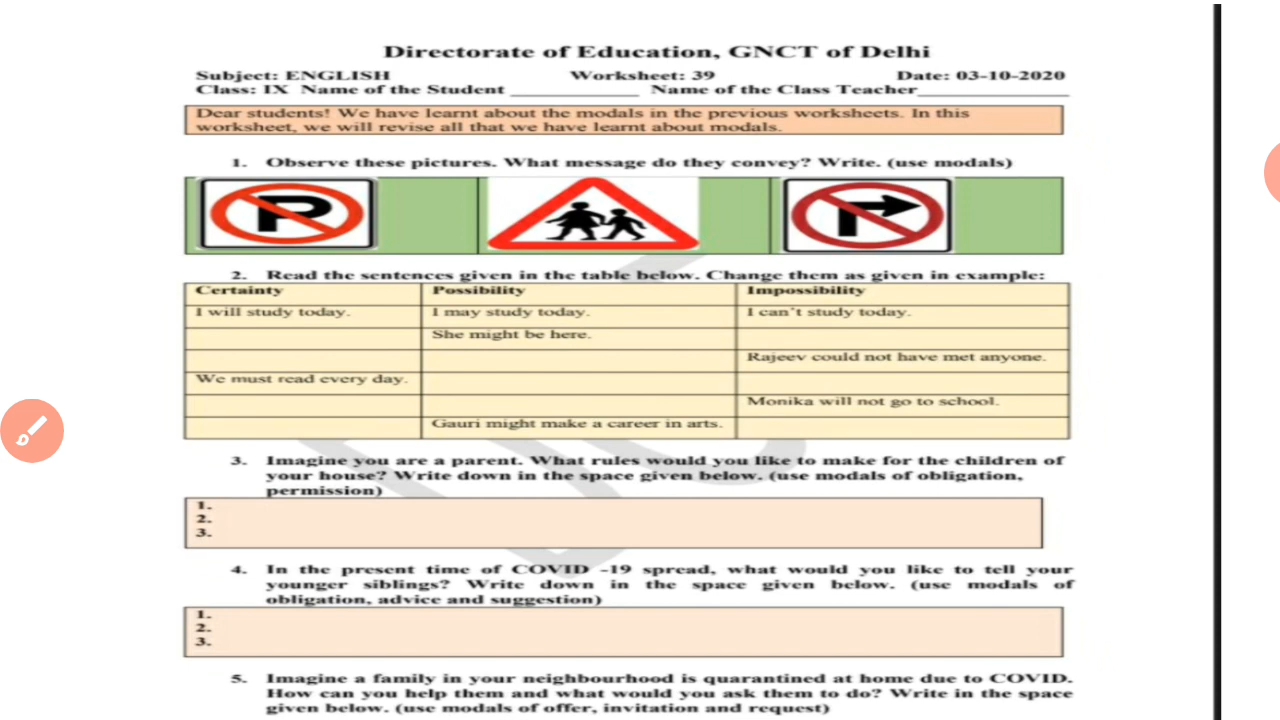 Directorate of Education, GNCT of Delhi
Subject: ENGLISH Worksheet: 39 Date: 03-10-2020
Class: IX Name of the Student ____________ Name of the Class Teacher______________
Dear students! We have learnt about the modals in the previous worksheets. In this
worksheet, we will revise all that we have learnt about modals.
1. Observe these pictures. What message do they convey? Write. (use modals)
P
2. Read the sentences given in the table below. Change them as given in example:
Certainty Possibility Impossibility
I will study today. I may study today. I can't study today.
She might be here.
Rajeev could not have met anyone.
We must read every day.
Monika will not go to school.
Gauri might make a career in arts.
3. Imagine you are a parent. What rules would you like to make for the children of
your house? Write down in the space given below. (use modals of obligation,
permission)
1.
2.
3.
4. In the present time of COVID -19 spread, what would you like to tell your
younger siblings? Write down in the space given below. (use modals of
obligation, advice and suggestion)
1.
2.
3.
5. Imagine a family in your neighbourhood is quarantined at home due to COVID.
How can you help them and what would you ask them to do? Write in the space
given below. (use modals of offer, invitation and request)